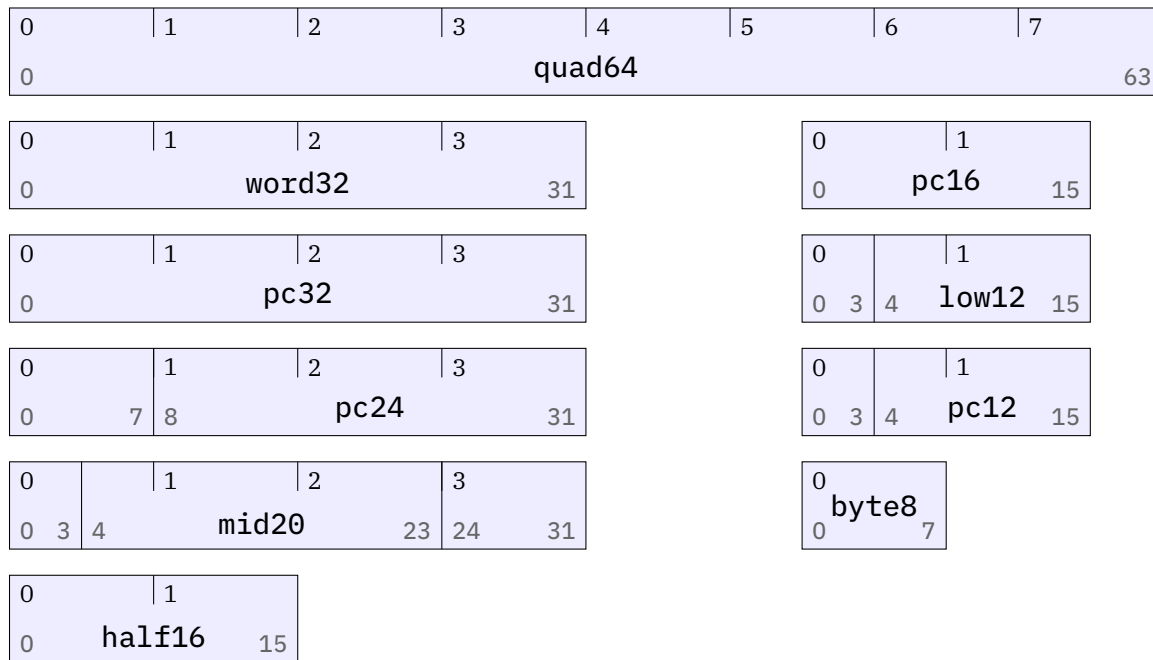 0 1 2 3 4 5 6 7
quad64
0 63
0 1 2 3
word32
0 31
0 1
pc16
0 15
0 1 2 3
pc32
0 31
0 1
low12
0 3 4 15
0 1 2 3
pc24
0 7 8 31
0 1
pc12
0 3 4 15
0 1 2 3
mid20
0 3 4 23 24 31
0
byte8
0 7
0 1
half16
0 15